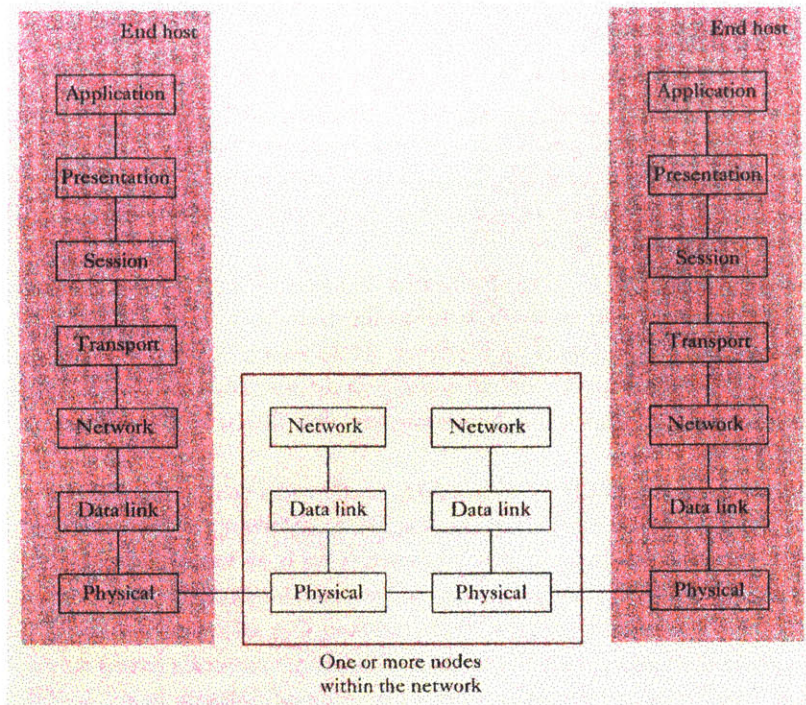 End host
Application
Presentation
Session
Transport
Network
Data link
Physical
Network
Data link
Physical
Network
Data link
Physical
One or more nodes
within the network
End host
Application
Presentation
Session
Transport
Network
Data link
Physical